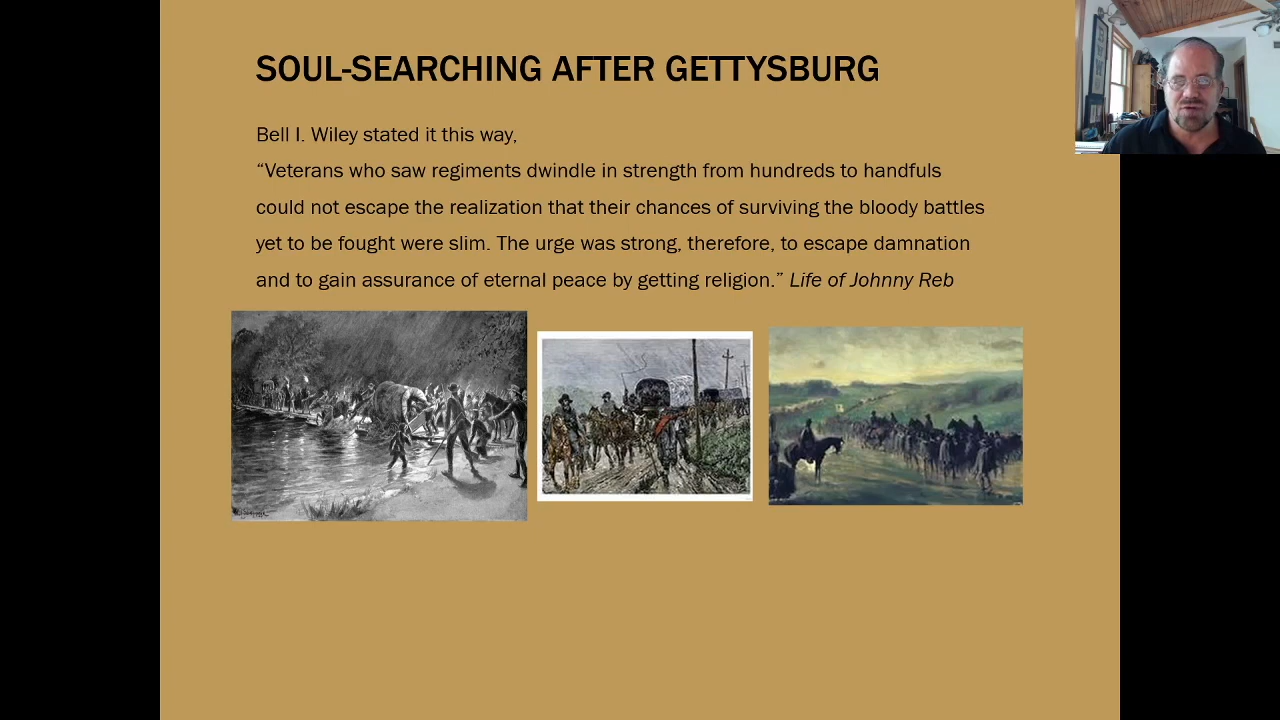 SOUL-SEARCHING AFTER GETTYSBURG
Bell I. Wiley stated it this way,
“Veterans who saw regiments dwindle in strength from hundreds to handfuls
could not escape the realization that their chances of surviving the bloody battles
yet to be fought were slim. The urge was strong, therefore, to escape damnation
and to gain assurance of eternal peace by getting religion.” Life of Johnny Reb